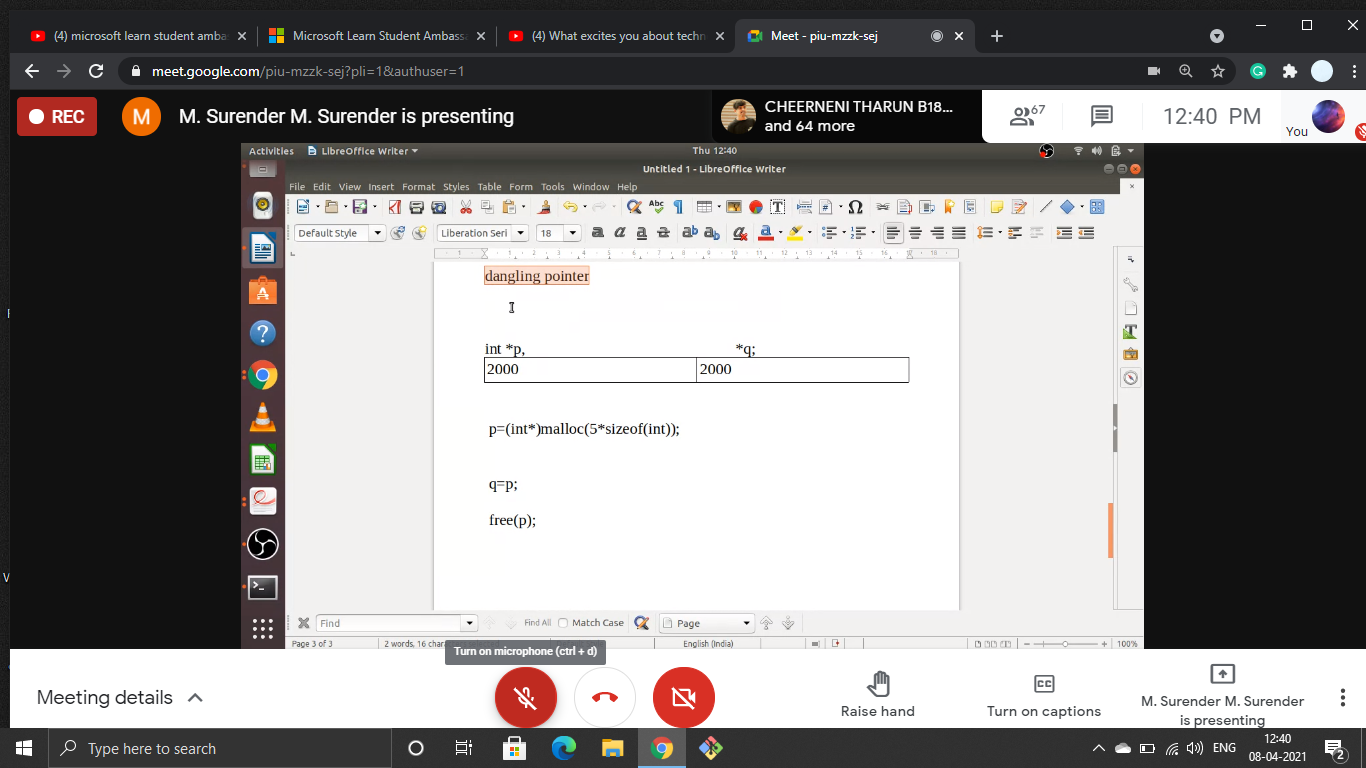 (4) microsoft learn student amba
Microsoft Learn Student Ambass
(4) What excites you about techn
Meet - piu-mzzk-sej
meet.google.com/piu-mzzk-sej?pli=1&authuser=1
REC
M
M. Surender M. Surender is presenting
CHEERNENI THARUN B18...
and 64 more
67
12:40 PM
You
Activities
LibreOffice Writer
Thu 12:40
Untitled 1 - LibreOffice Writer
File Edit View Insert Format Styles Table Form Tools Window Help
Default Style
Liberation Seri
18
dangling pointer
int *p, *q;
2000 2000
p=(int*)malloc(5*sizeof(int));
q=p;
free(p);
Find
Find All
Match Case
Page
Page 3 of 3
2 words, 16 chara
English (India)
100%
Turn on microphone (ctrl + d)
Meeting details
Raise hand
Turn on captions
M. Surender M. Surender
is presenting
Type here to search
ENG
12:40
08-04-2021
2